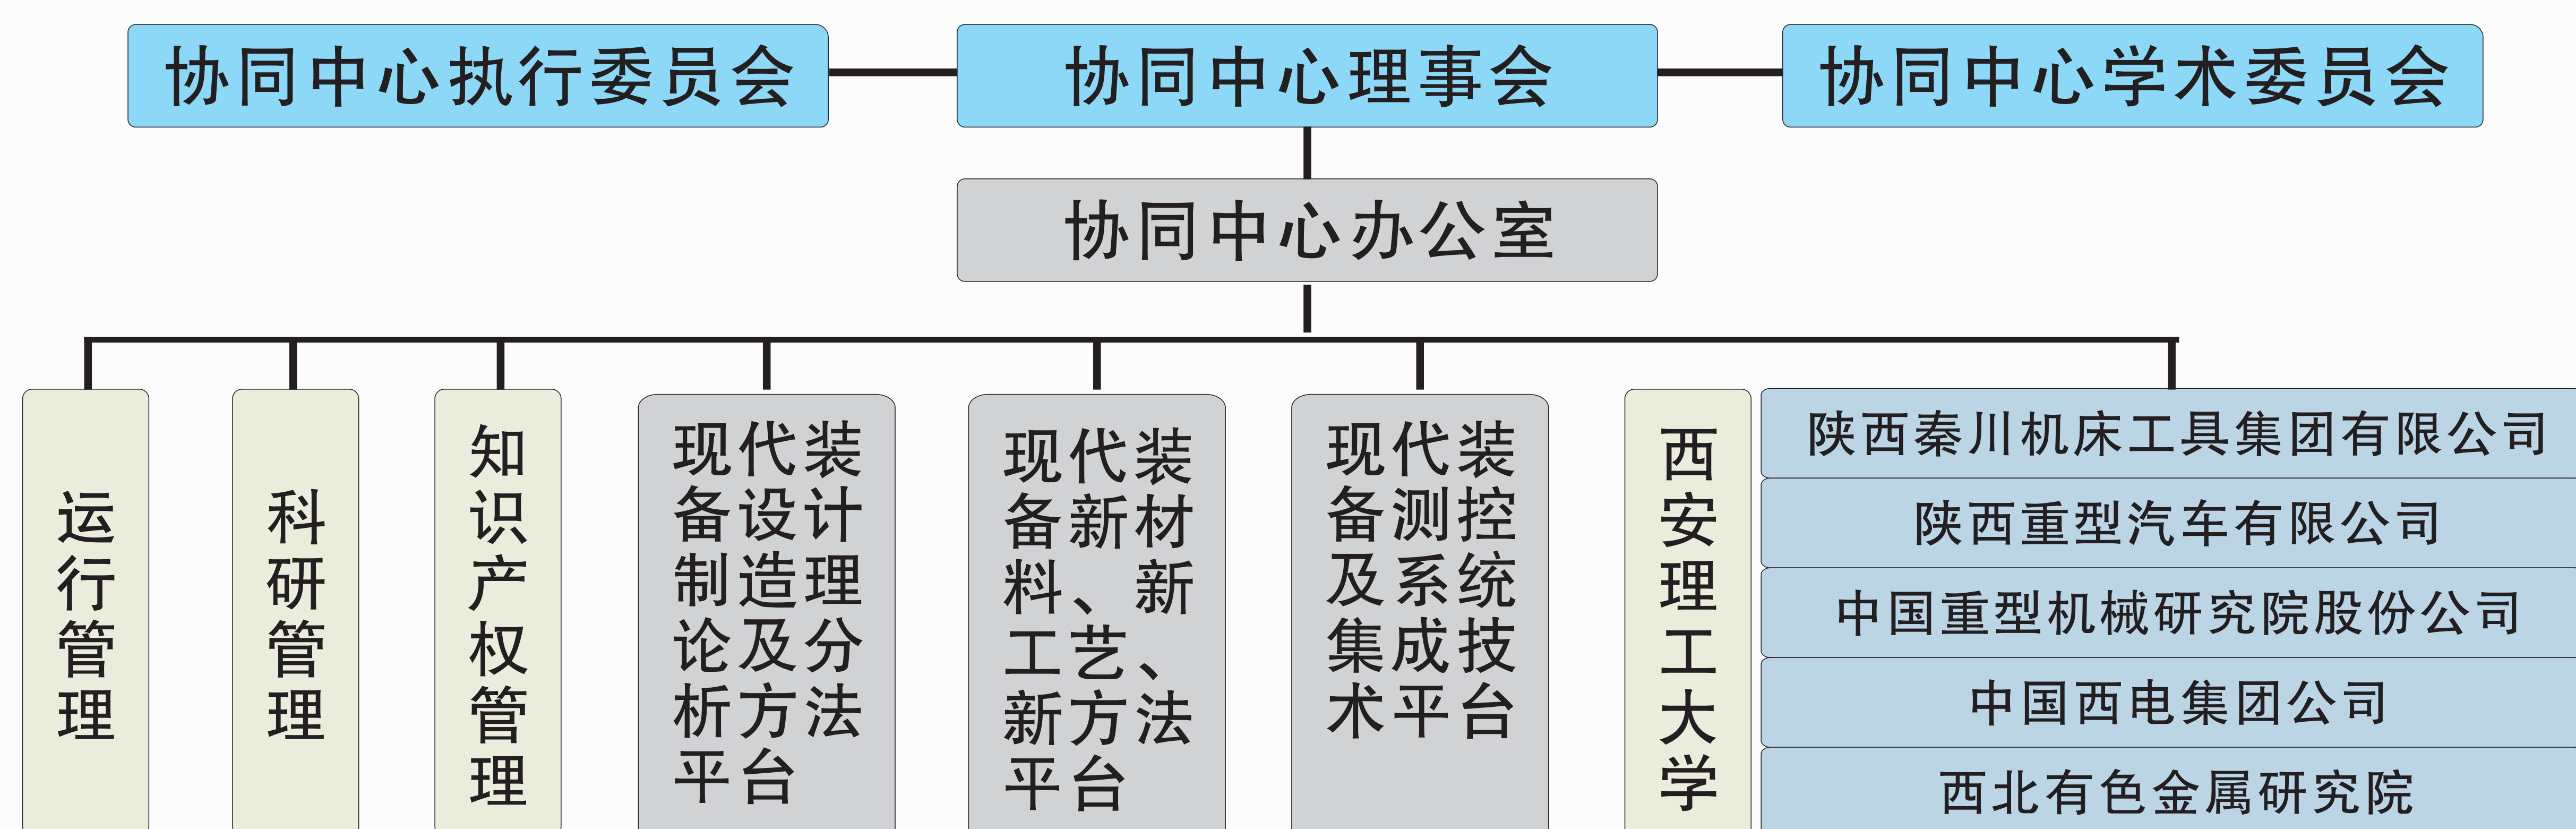 协同中心执行委员会
协同中心理事会
协同中心学术委员会
协同中心办公室
运行管理
科研管理
知识产权管理
现代装
备设计
制造理
论及分
析方法
平台
现代装
备新材
料、新
工艺、
新方法
平台
现代装
备测控
及系统
集成技
术平台
西安理工大学
陕西秦川机床工具集团有限公司
陕西重型汽车有限公司
中国重型机械研究院股份公司
中国西电集团公司
西北有色金属研究院